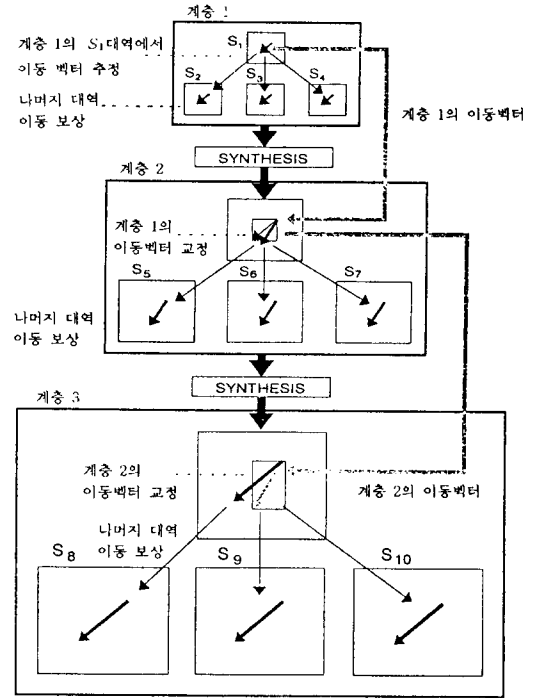 계층 1
계층 1의 S1대역에서
이동 벡터 추정
S1
S2
S3
S4
나머지 대역
이동 보상
계층 1의 이동벡터
SYNTHESIS
계층 2
계층 1의
이동벡터 교정
S5
S6
S7
나머지 대역
이동 보상
SYNTHESIS
계층 3
계층 2의
이동벡터 교정
계층 2의 이동벡터
나머지 대역
이동 보상
S8
S9
S10